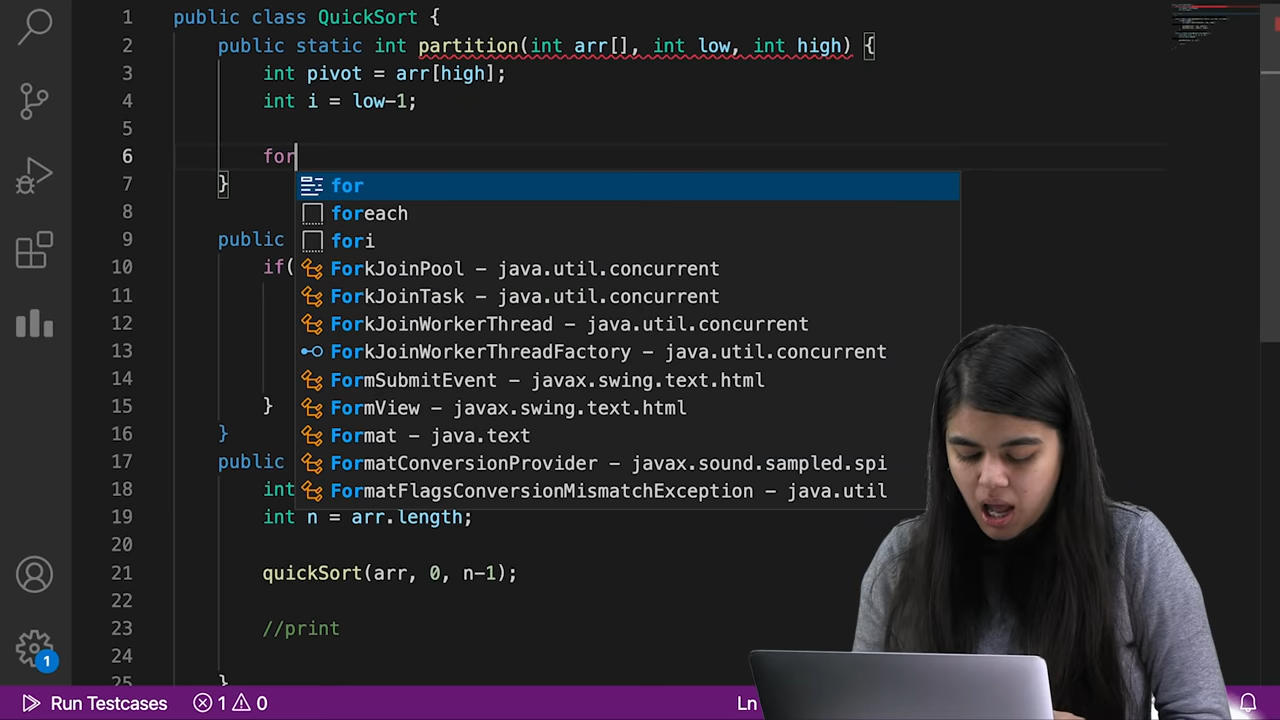 1 public class QuickSort {
2 public static int partition(int arr[], int low, int high) {
3 int pivot = arr[high];
4 int i = low-1;
5
6 for
7 }
for
foreach
fori
ForkJoinPool – java.util.concurrent
ForkJoinTask – java.util.concurrent
ForkJoinWorkerThread – java.util.concurrent
ForkJoinWorkerThreadFactory – java.util.concurrent
FormSubmitEvent – javax.swing.text.html
FormView – javax.swing.text.html
Format – java.text
FormatConversionProvider – javax.sound.sampled.spi
FormatFlagsConversionMismatchException – java.util
8
9 public
10 if(
11
12
13
14
15 }
16 }
17 public
18 int
19 int n = arr.length;
20
21 quickSort(arr, 0, n-1);
22
23 //print
24
25 }
1
Run Testcases 1 0 Ln